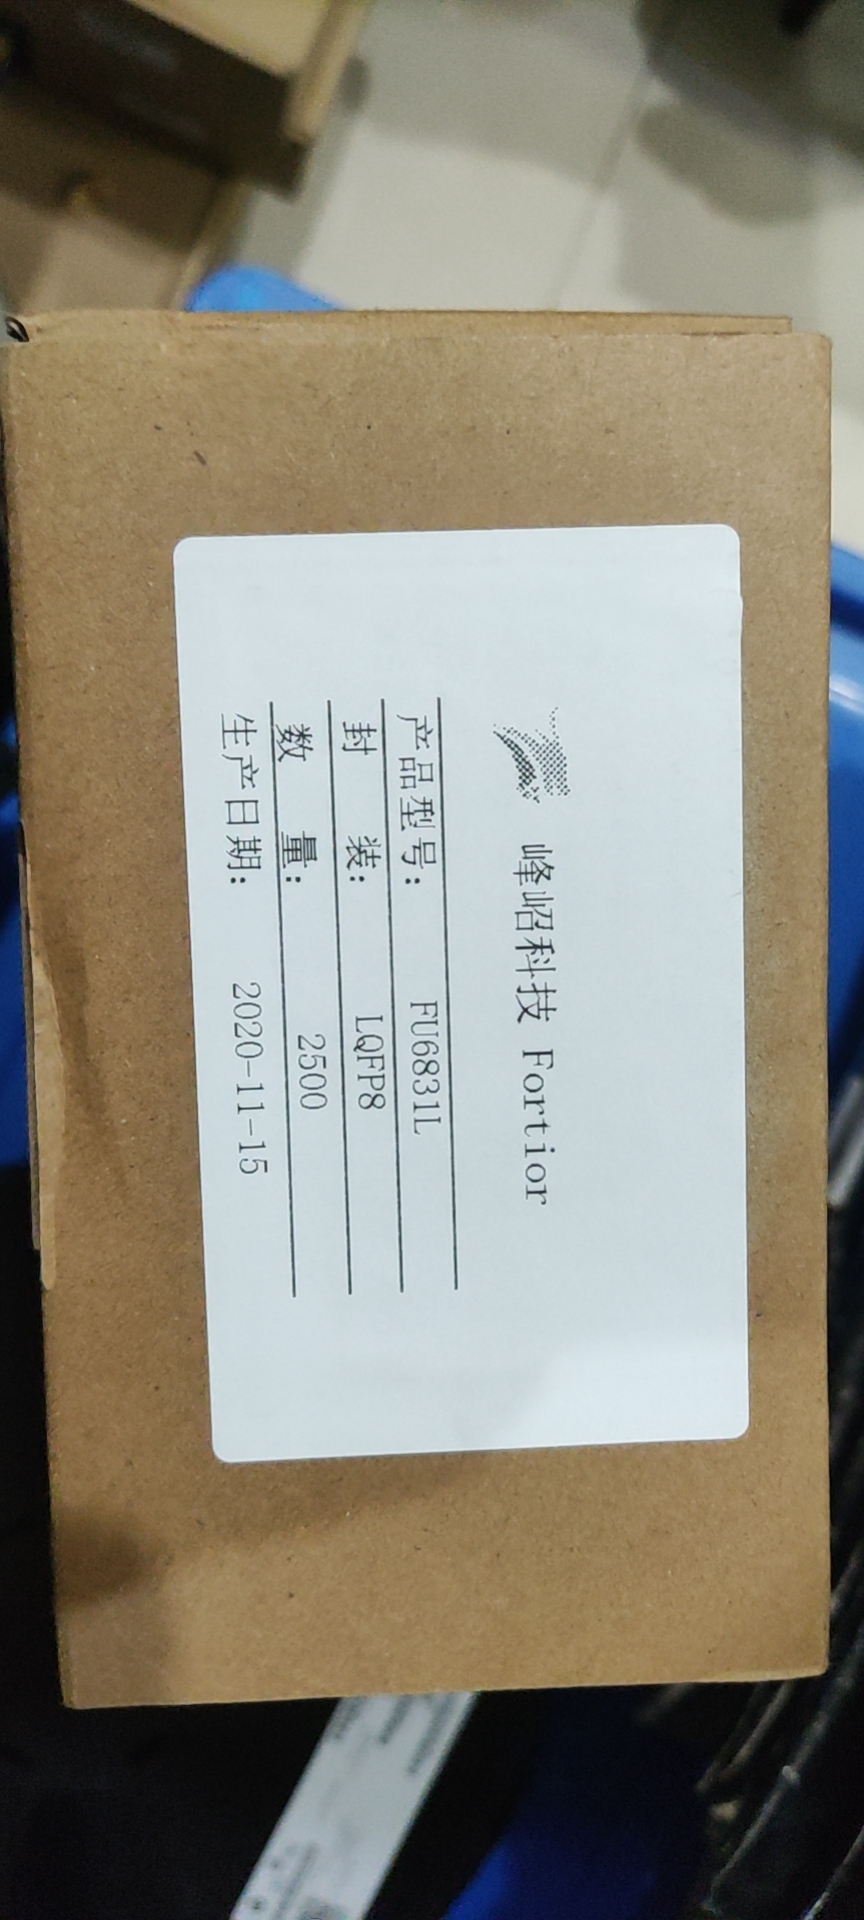 峰岹科技 Fortior
产品型号: FU6831L
封 装: LQFP8
数 量: 2500
生产日期: 2020-11-15